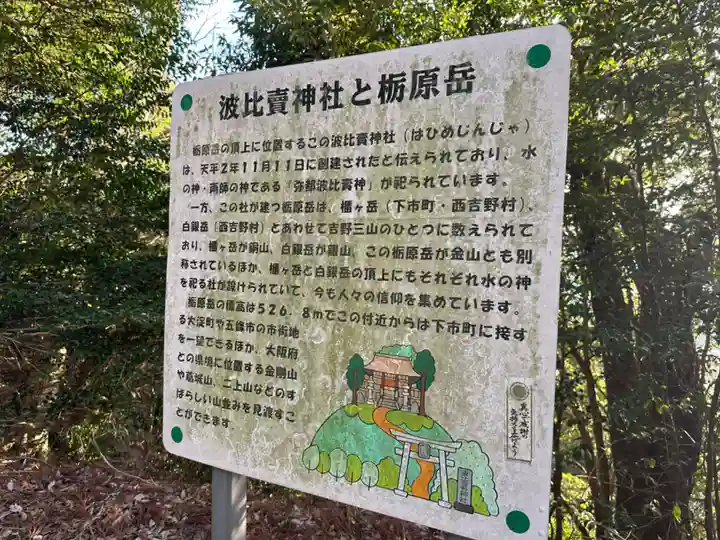 波比賣神社と栃原岳
栃原岳の頂上に位置するこの波比賣神社（はひめじんじゃ）
は、天平2年11月11日に創建されたと伝えられており、水
の神・雨師の神である『弥都波比賣神』が祀られています。
一方、この社が建つ栃原岳は、櫃ヶ岳（下市町・西吉野村）、
白銀岳（西吉野村）とあわせて吉野三山のひとつに数えられて
おり、櫃ヶ岳が銅山、白銀岳が銀山、この栃原岳が金山とも別
称されているほか、櫃ヶ岳と白銀岳の頂上にもそれぞれ水の神
を祀る社が設けられていて、今も人々の信仰を集めています。
栃原岳の標高は526.8mでこの付近からは下市町に接す
る大淀町や五條市の市街地
を一望できるほか、大阪府
との県境に位置する金剛山
や葛城山、二上山などのす
ばらしい山並みを見渡すこ
とができます